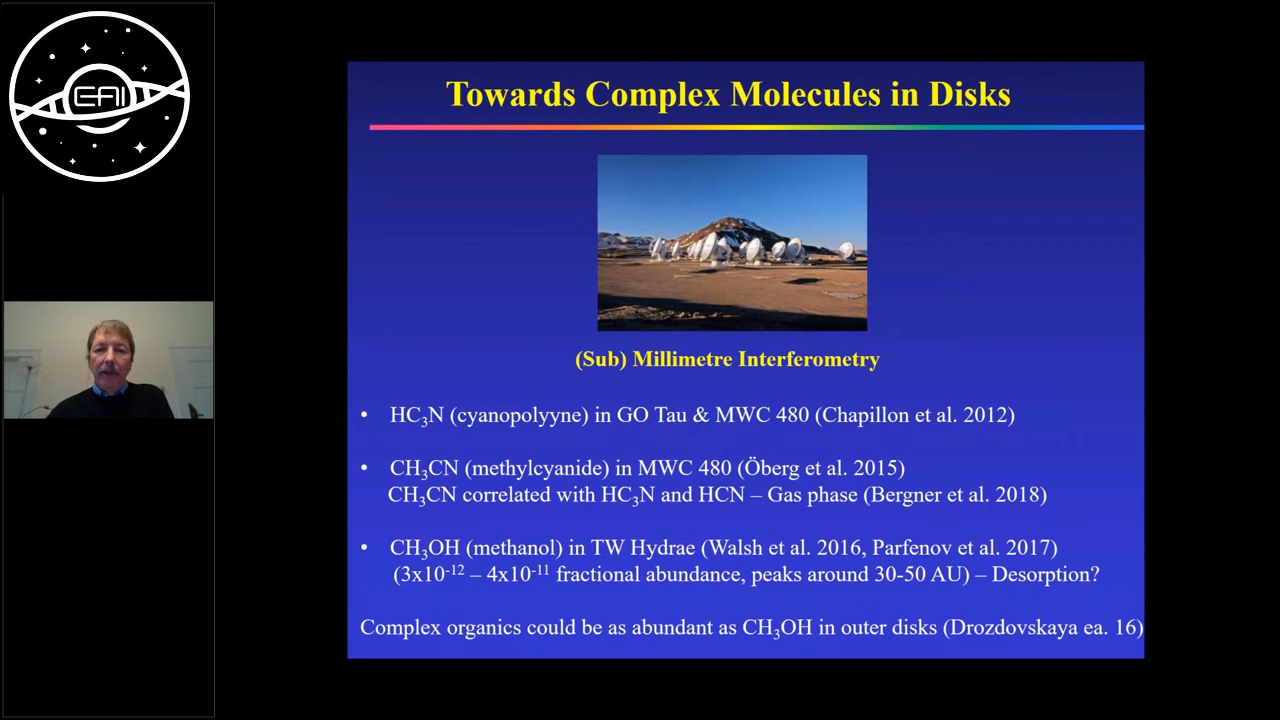 EAI
Towards Complex Molecules in Disks
(Sub) Millimetre Interferometry
• HC₃N (cyanopolyyne) in GO Tau & MWC 480 (Chapillon et al. 2012)
• CH₃CN (methylcyanide) in MWC 480 (Öberg et al. 2015)
CH₃CN correlated with HC₃N and HCN – Gas phase (Bergner et al. 2018)
• CH₃OH (methanol) in TW Hydrae (Walsh et al. 2016, Parfenov et al. 2017)
(3x10⁻¹² – 4x10⁻¹¹ fractional abundance, peaks around 30-50 AU) – Desorption?
Complex organics could be as abundant as CH₃OH in outer disks (Drozdovskaya ea. 16)